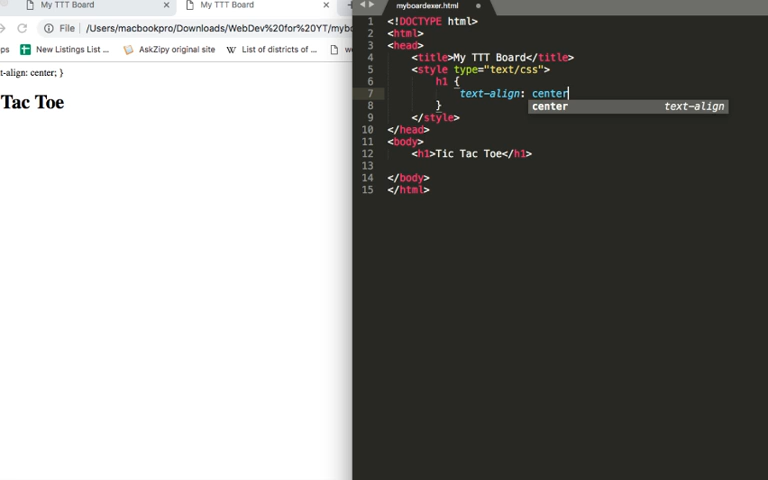 My TTT Board × My TTT Board ×
File /Users/macbookpro/Downloads/WebDev%20for%20YT/mybo
ps New Listings List ... AskZipy original site W List of districts of ...
t-align: center; }
Tac Toe
myboardexer.html
1 <!DOCTYPE html>
2 <html>
3 <head>
4 <title>My TTT Board</title>
5 <style type="text/css">
6 h1 {
7 text-align: center
center text-align
8 }
9 </style>
10 </head>
11 <body>
12 <h1>Tic Tac Toe</h1>
13
14 </body>
15 </html>